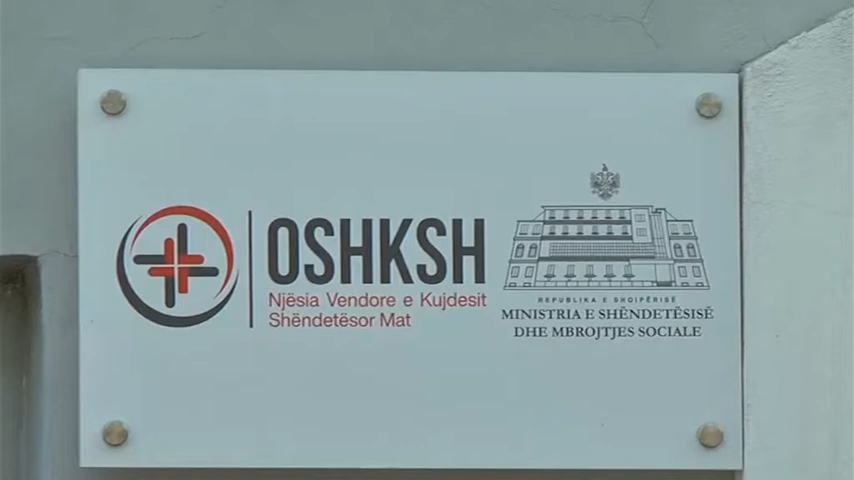 OSHKSH
Njësia Vendore e Kujdesit
Shëndetësor Mat
REPUBLIKA E SHQIPËRISË
MINISTRIA E SHËNDETËSISË
DHE MBROJTJES SOCIALE